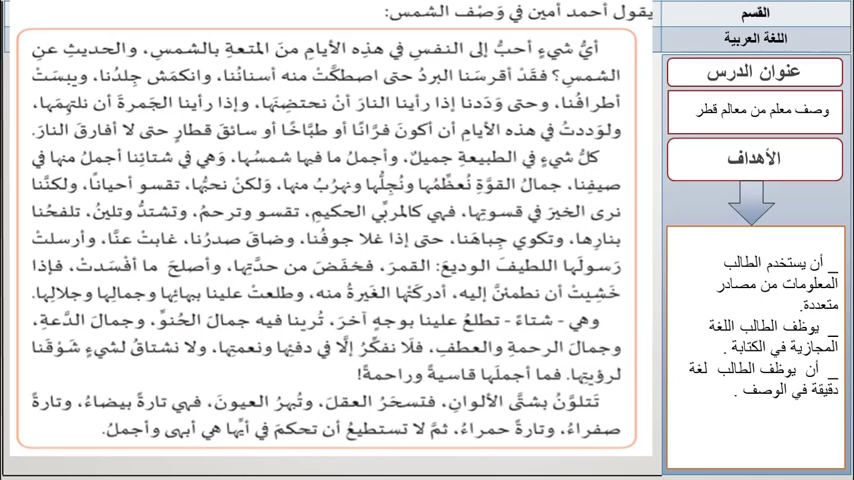 القسم
اللغة العربية
عنوان الدرس
وصف معلم من معالم قطر
الأهداف
_ أن يستخدم الطالب
المعلومات من مصادر
متعددة.
_ يوظف الطالب اللغة
المجازية في الكتابة .
_ أن يوظف الطالب لغة
دقيقة في الوصف .
يقول أحمد أمين في وَصْف الشمس:
أيُّ شيءٍ أحبُّ إلى النفسِ في هذِه الأيامِ منَ المتعةِ بالشمسِ، والحديثِ عنِ
الشمسِ؟ فقَدْ أقرسَنا البردُ حتى اصطكَّتْ منه أسنانُنا، وانكمَش جِلدُنا، ويبسَتْ
أطرافُنا، وحتى وَدَدنا إذا رأينا النارَ أنْ نحتضِنَها، وإذا رأينا الجَمرةَ أن نلتهِمَها،
ولوَددتُ في هذه الأيامِ أن أكونَ فرَّانًا أو طبَّاخًا أو سائقَ قطارٍ حتى لا أفارقَ النارَ.
كلُّ شيءٍ في الطبيعةِ جميلٌ، وأجملُ ما فيها شمسُها، وَهي في شتائِنا أجملُ منها في
صيفِنا، جمالُ القوَّةِ نُعظِّمُها ونُجِلُّها ونهرُبُ منها، وَلكنْ نحبُّها، تقسو أحيانًا، ولكنَّنا
نرى الخيرَ في قسوتِها، فهي كالمربِّي الحكيمِ، تقسو وترحمُ، وتشتدُّ وتلينُ، تلفحُنا
بنارِها، وتكوي جِباهَنا، حتى إذا غلا جوفُنا، وضاقَ صدرُنا، غابتْ عنَّا، وأرسلتْ
رَسولَها اللطيفَ الوديعَ: القمرَ، فخفَضَ من حدَّتِها، وأصلحَ ما أفْسَدتْ، فإذا
خَشِيتْ أن نطمئنَّ إليه، أدركَتْها الغَيرةُ منه، وطلعتْ علينا ببهائِها وجمالِها وجلالِها.
وهي - شتاءً - تطلعُ علينا بوجهٍ آخرَ، تُرينا فيه جمالَ الحُنوِّ، وجمالَ الدَّعةِ،
وجمالَ الرحمةِ والعطفِ، فلَا نفكِّرُ إلَّا في دفئِها ونعمتِها، ولا نشتاقُ لشيءٍ شَوْقَنا
لرؤيتِها. فما أجملَها قاسيةً وراحمةً!
تَتلوَّنُ بشتَّى الألوانِ، فتسحَرُ العقلَ، وتُبهرُ العيونَ، فهي تارةً بيضاءُ، وتارةً
صفراءُ، وتارةً حمراءُ، ثمَّ لا تستطيعُ أن تحكمَ في أيِّها هي أبهى وأجملُ.